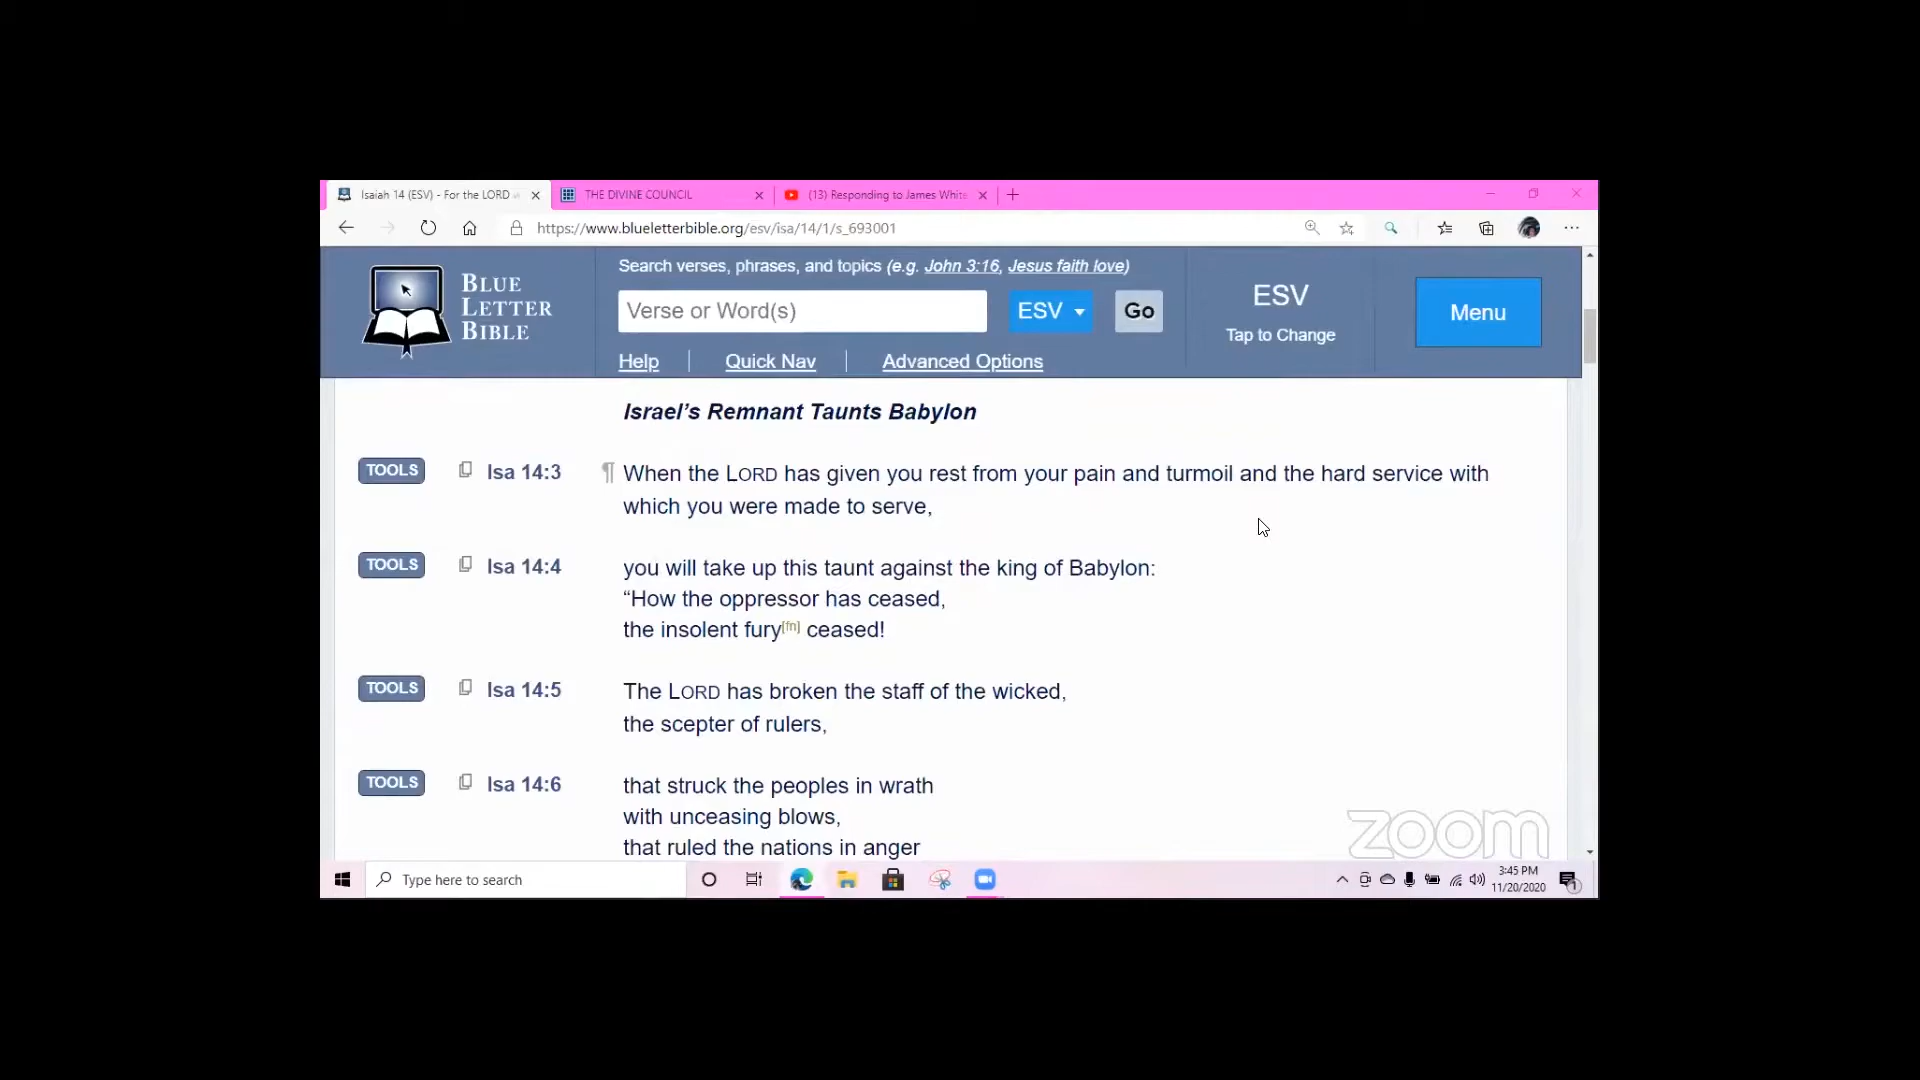 Isaiah 14 (ESV) - For the LORD
THE DIVINE COUNCIL
(13) Responding to James White
https://www.blueletterbible.org/esv/isa/14/1/s_693001
BLUE
LETTER
BIBLE
Search verses, phrases, and topics (e.g. John 3:16, Jesus faith love)
Verse or Word(s)
ESV
Go
Help
Quick Nav
Advanced Options
ESV
Tap to Change
Menu
Israel's Remnant Taunts Babylon
TOOLS Isa 14:3 ¶ When the LORD has given you rest from your pain and turmoil and the hard service with
which you were made to serve,
TOOLS Isa 14:4 you will take up this taunt against the king of Babylon:
“How the oppressor has ceased,
the insolent fury[fn] ceased!
TOOLS Isa 14:5 The LORD has broken the staff of the wicked,
the scepter of rulers,
TOOLS Isa 14:6 that struck the peoples in wrath
with unceasing blows,
that ruled the nations in anger
zoom
Type here to search
3:45 PM
11/20/2020
1